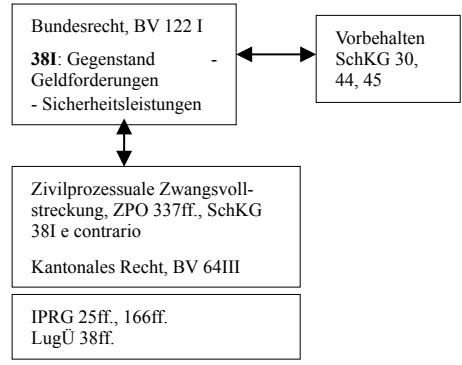 Bundesrecht, BV 122 I
38I: Gegenstand -
Geldforderungen
- Sicherheitsleistungen
Vorbehalten
SchKG 30,
44, 45
Zivilprozessuale Zwangsvoll-
streckung, ZPO 337ff., SchKG
38I e contrario
Kantonales Recht, BV 64III
IPRG 25ff., 166ff.
LugÜ 38ff.